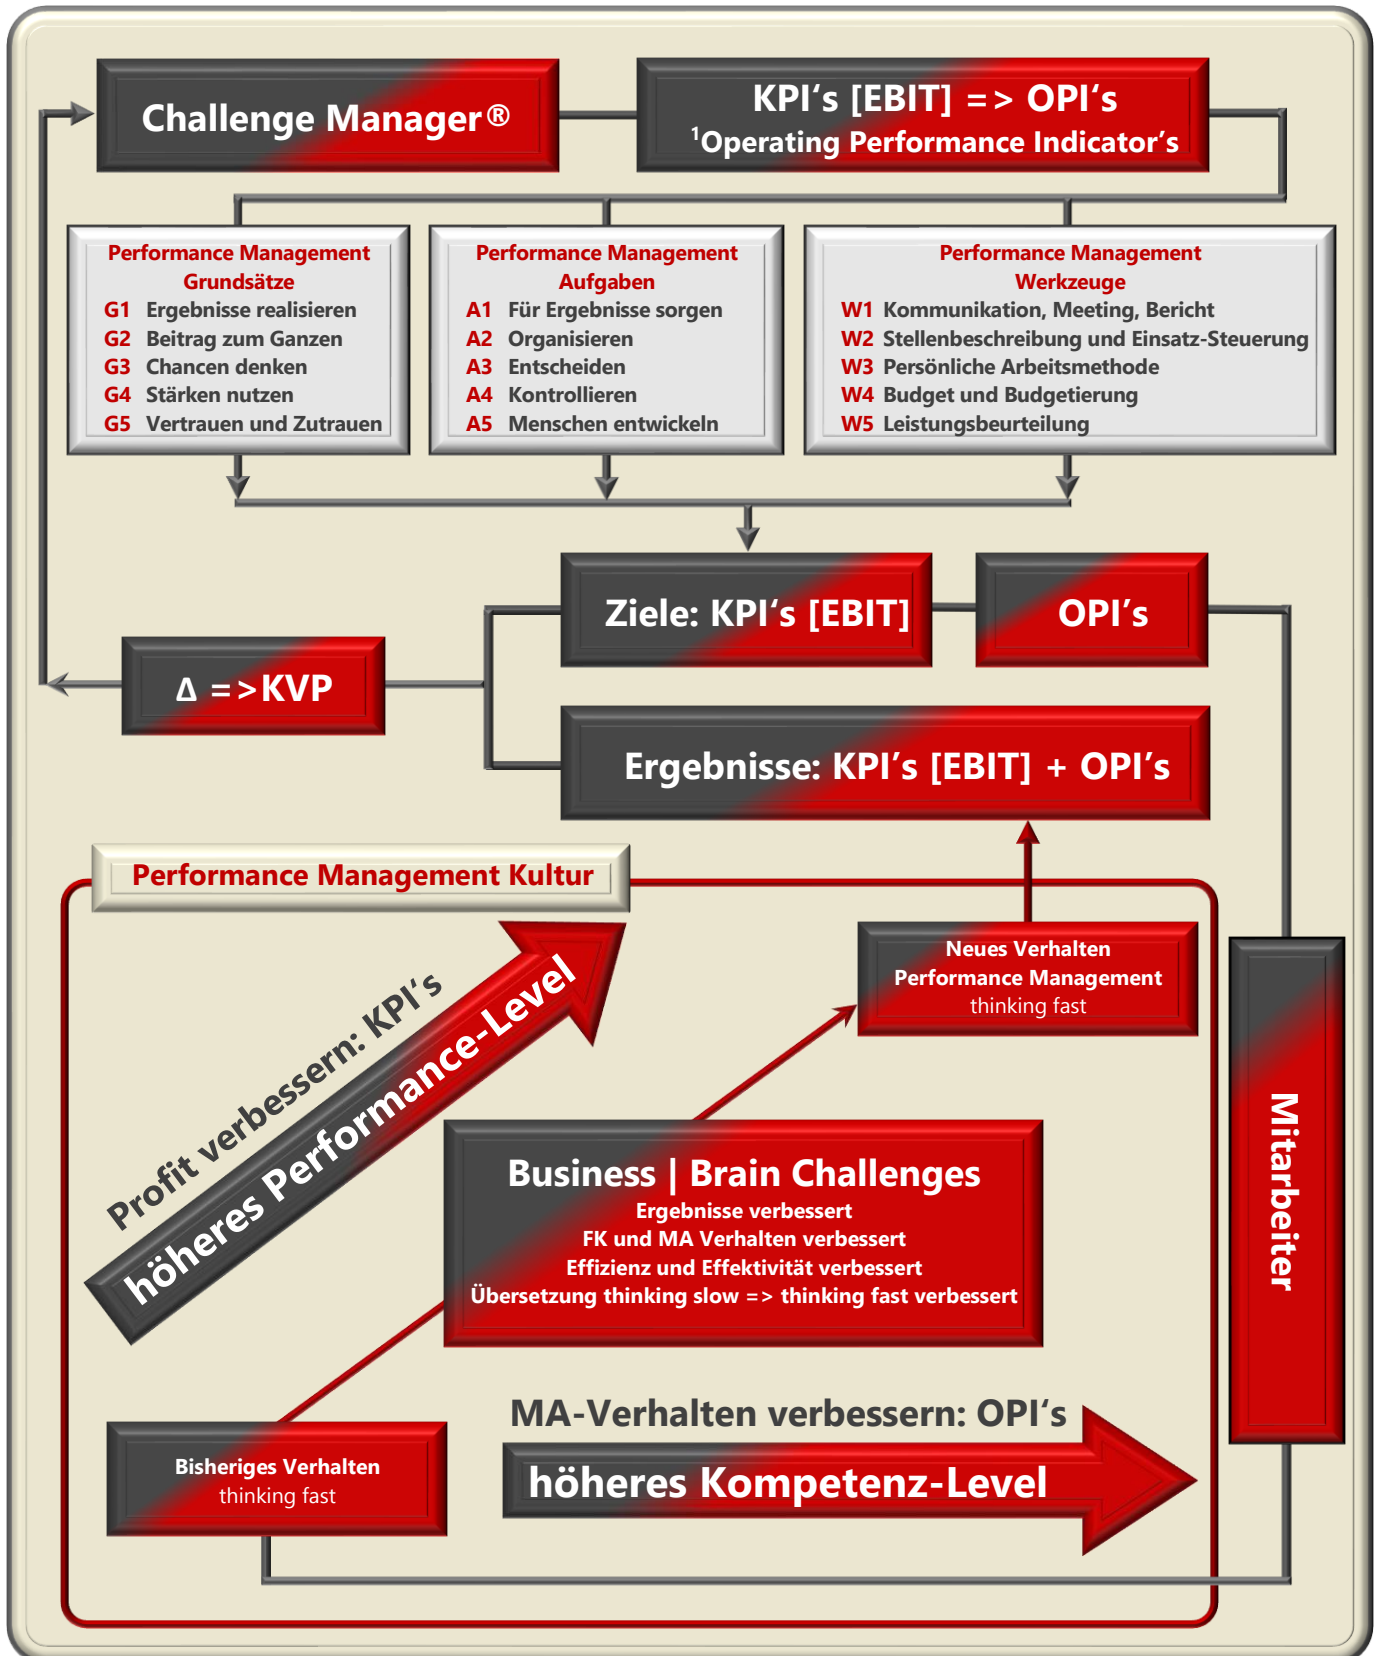 Challenge Manager®
KPI‘s [EBIT] => OPI‘s
¹Operating Performance Indicator’s
Performance Management
Grundsätze
G1 Ergebnisse realisieren
G2 Beitrag zum Ganzen
G3 Chancen denken
G4 Stärken nutzen
G5 Vertrauen und Zutrauen
Performance Management
Aufgaben
A1 Für Ergebnisse sorgen
A2 Organisieren
A3 Entscheiden
A4 Kontrollieren
A5 Menschen entwickeln
Performance Management
Werkzeuge
W1 Kommunikation, Meeting, Bericht
W2 Stellenbeschreibung und Einsatz-Steuerung
W3 Persönliche Arbeitsmethode
W4 Budget und Budgetierung
W5 Leistungsbeurteilung
Ziele: KPI‘s [EBIT]
OPI’s
Δ =>KVP
Ergebnisse: KPI’s [EBIT] + OPI’s
Performance Management Kultur
Neues Verhalten
Performance Management
thinking fast
Profit verbessern: KPI‘s
höheres Performance-Level
Mitarbeiter
Business | Brain Challenges
Ergebnisse verbessert
FK und MA Verhalten verbessert
Effizienz und Effektivität verbessert
Übersetzung thinking slow => thinking fast verbessert
MA-Verhalten verbessern: OPI‘s
höheres Kompetenz-Level
Bisheriges Verhalten
thinking fast